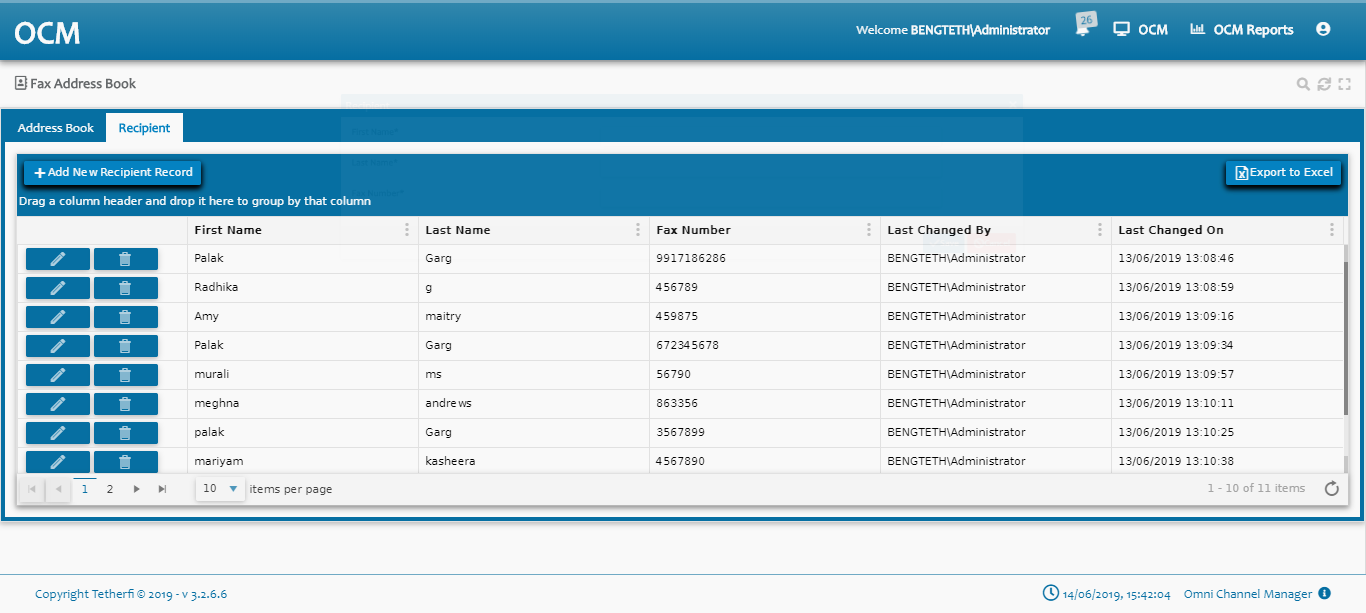 OCM
Welcome BENGTETH\Administrator
26
OCM
OCM Reports
Fax Address Book
Address Book
Recipient
Add New Recipient Record
Export to Excel
Drag a column header and drop it here to group by that column
First Name Last Name Fax Number Last Changed By Last Changed On
Palak Garg 9917186286 BENGTETH\Administrator 13/06/2019 13:08:46
Radhika g 456789 BENGTETH\Administrator 13/06/2019 13:08:59
Amy maitry 459875 BENGTETH\Administrator 13/06/2019 13:09:16
Palak Garg 672345678 BENGTETH\Administrator 13/06/2019 13:09:34
murali ms 56790 BENGTETH\Administrator 13/06/2019 13:09:57
meghna andrews 863356 BENGTETH\Administrator 13/06/2019 13:10:11
palak Garg 3567899 BENGTETH\Administrator 13/06/2019 13:10:25
mariyam kasheera 4567890 BENGTETH\Administrator 13/06/2019 13:10:38
1 2 10 items per page 1 - 10 of 11 items
Copyright Tetherfi © 2019 - v 3.2.6.6
14/06/2019, 15:42:04 Omni Channel Manager